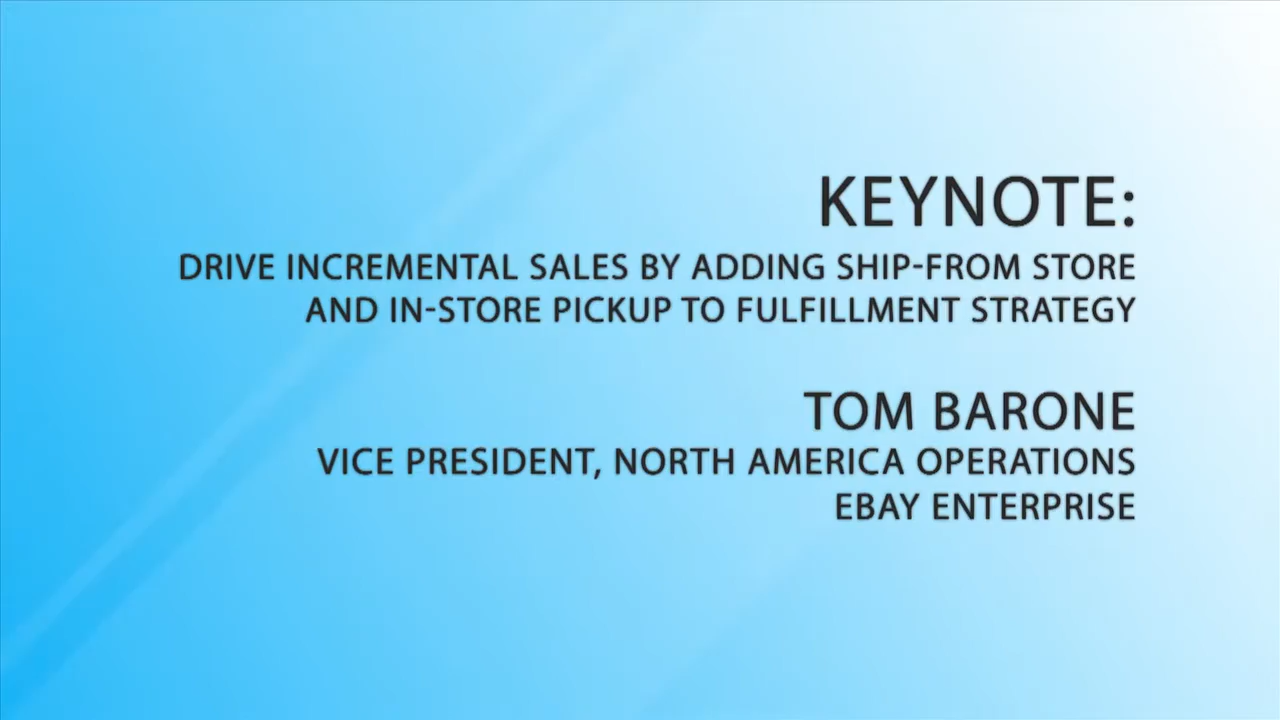 KEYNOTE:
DRIVE INCREMENTAL SALES BY ADDING SHIP-FROM STORE
AND IN-STORE PICKUP TO FULFILLMENT STRATEGY
TOM BARONE
VICE PRESIDENT, NORTH AMERICA OPERATIONS
EBAY ENTERPRISE